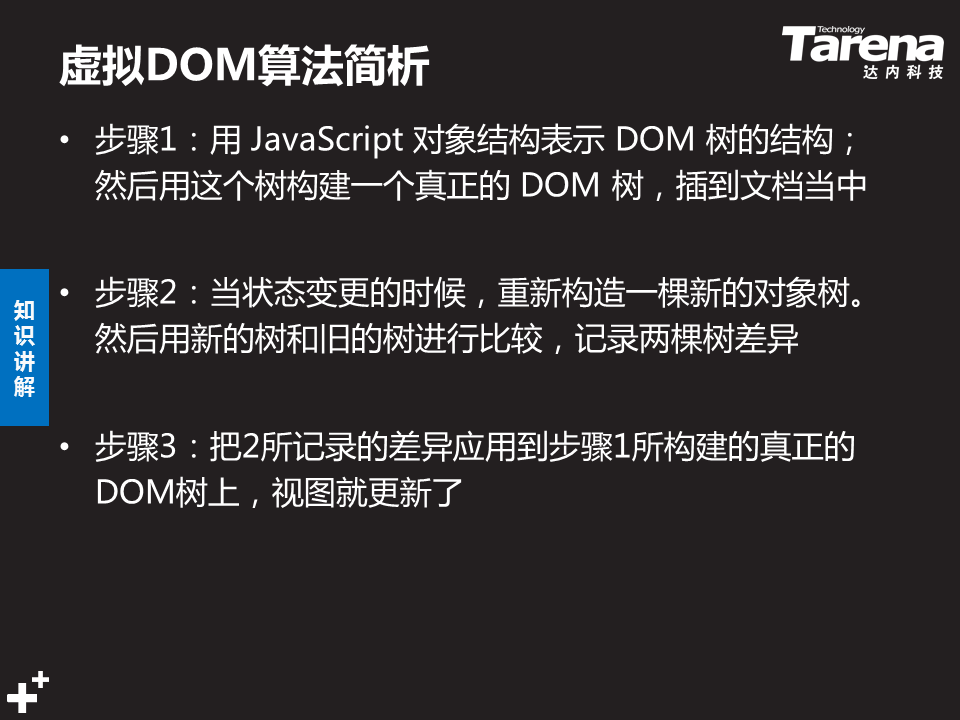 虚拟DOM算法简析
Technology
Tarena
达内科技
• 步骤1：用 JavaScript 对象结构表示 DOM 树的结构；
然后用这个树构建一个真正的 DOM 树，插到文档当中
• 步骤2：当状态变更的时候，重新构造一棵新的对象树。
然后用新的树和旧的树进行比较，记录两棵树差异
• 步骤3：把2所记录的差异应用到步骤1所构建的真正的
DOM树上，视图就更新了
知
识
讲
解